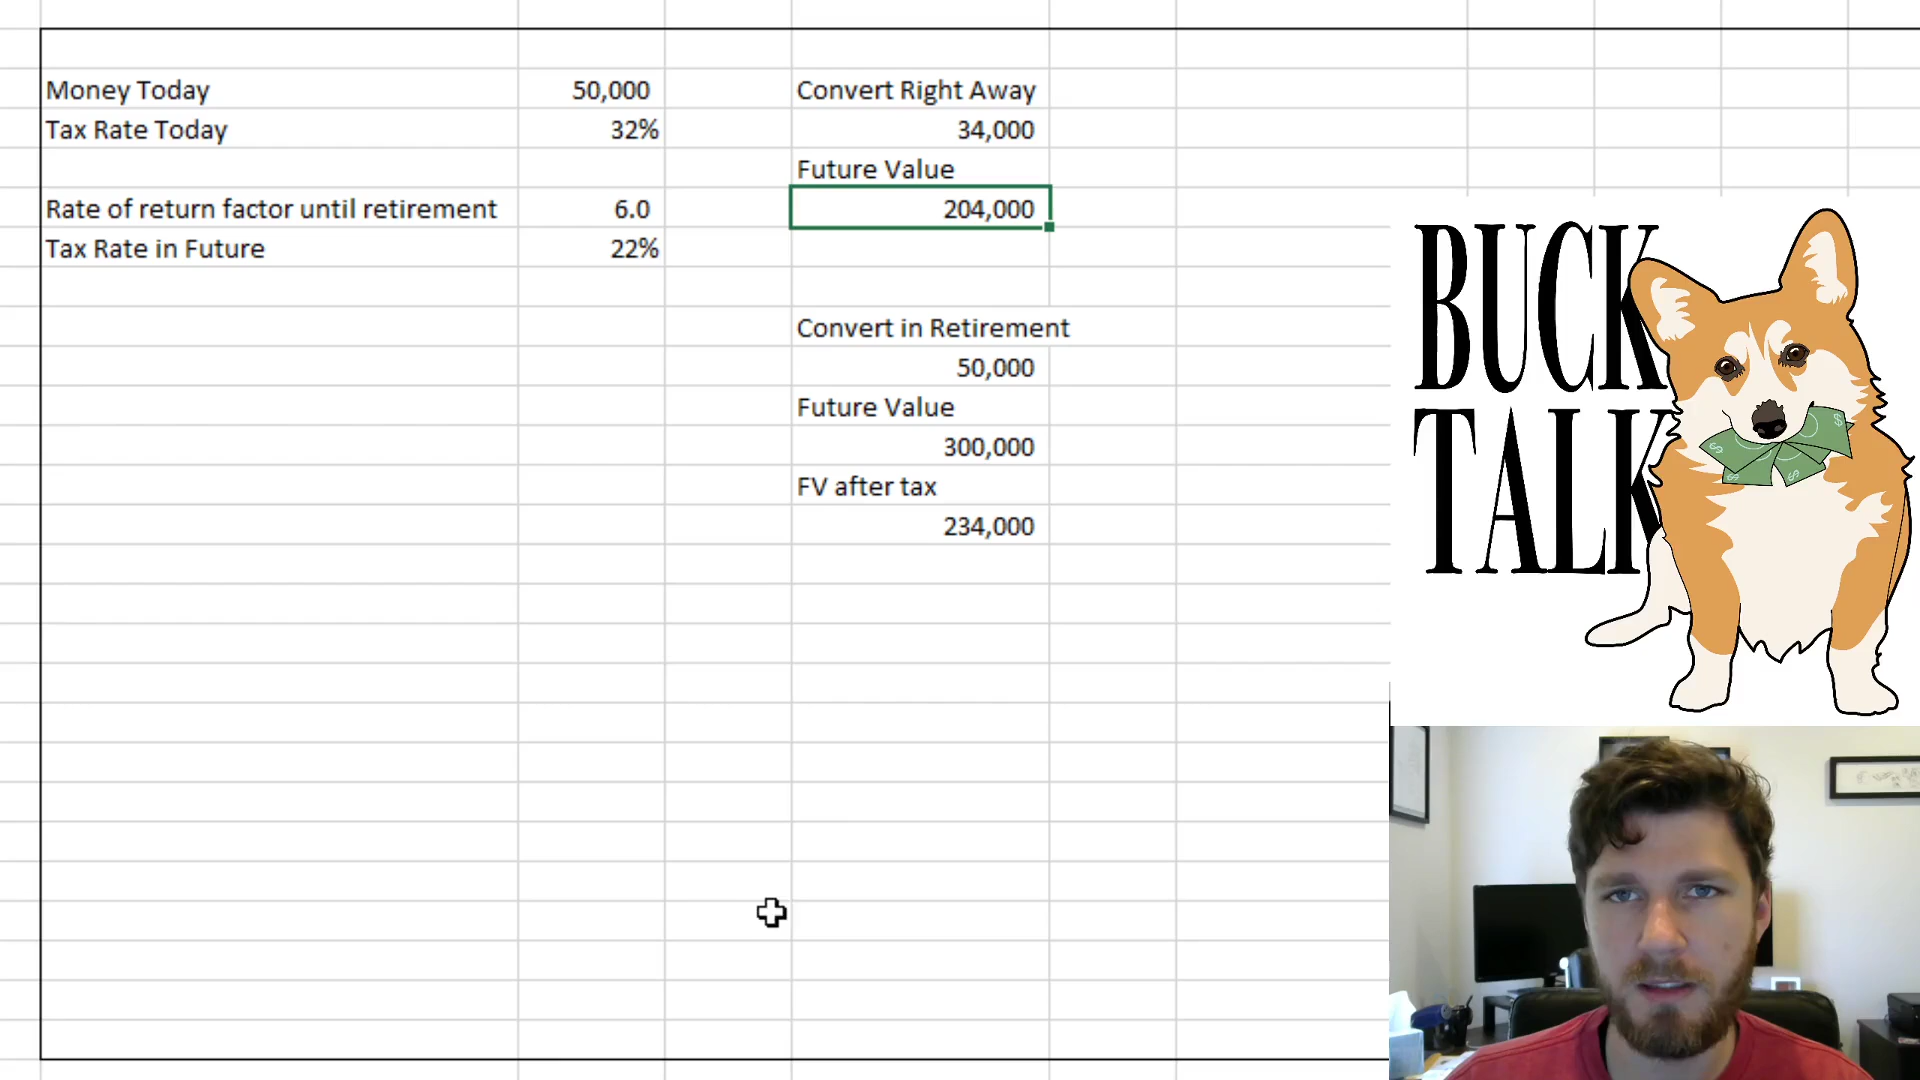 Money Today 50,000
Tax Rate Today 32%
Rate of return factor until retirement 6.0
Tax Rate in Future 22%
Convert Right Away
34,000
Future Value
204,000
Convert in Retirement
50,000
Future Value
300,000
FV after tax
234,000
BUCK
TALK